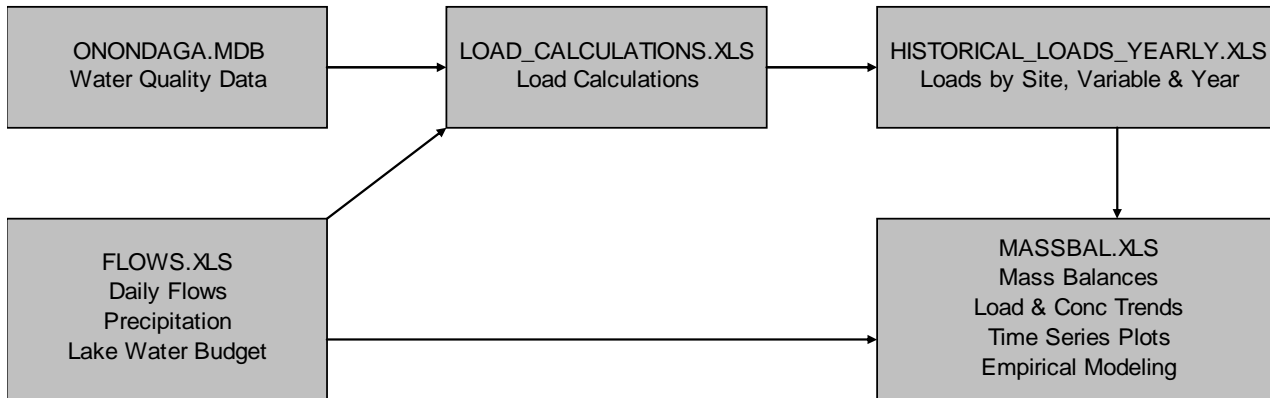 ONONDAGA.MDB
Water Quality Data
LOAD_CALCULATIONS.XLS
Load Calculations
HISTORICAL_LOADS_YEARLY.XLS
Loads by Site, Variable & Year
FLOWS.XLS
Daily Flows
Precipitation
Lake Water Budget
MASSBAL.XLS
Mass Balances
Load & Conc Trends
Time Series Plots
Empirical Modeling